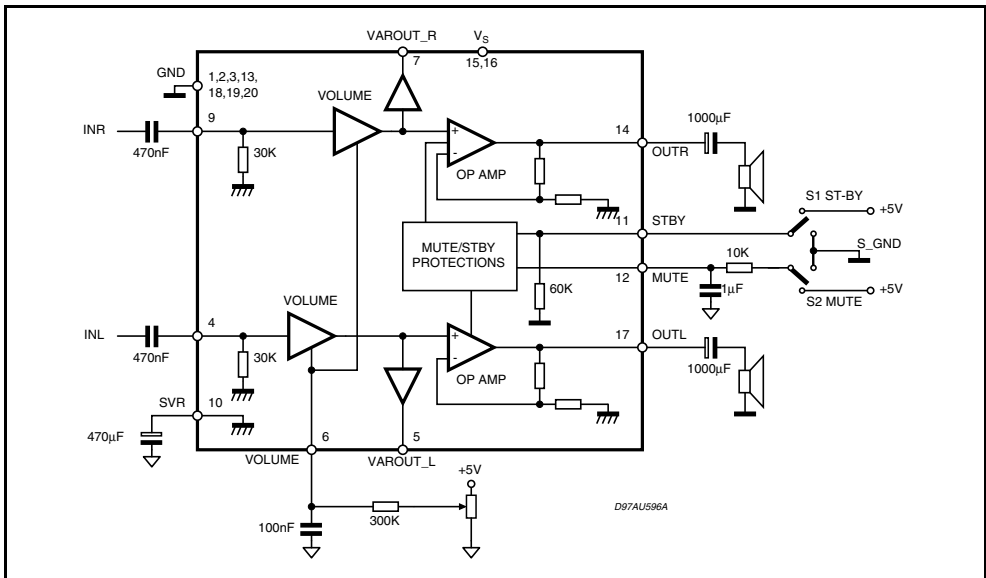 VAROUT_R
VS
7
15,16
GND
1,2,3,13,
18,19,20
VOLUME
INR
470nF
9
30K
+
-
OP AMP
14
OUTR
1000µF
S1 ST-BY
+5V
11
STBY
S_GND
MUTE/STBY
PROTECTIONS
60K
12
MUTE
10K
1µF
S2 MUTE
+5V
VOLUME
INL
470nF
4
30K
+
-
OP AMP
17
OUTL
1000µF
SVR
10
470µF
6
VOLUME
5
VAROUT_L
+5V
300K
100nF
D97AU596A